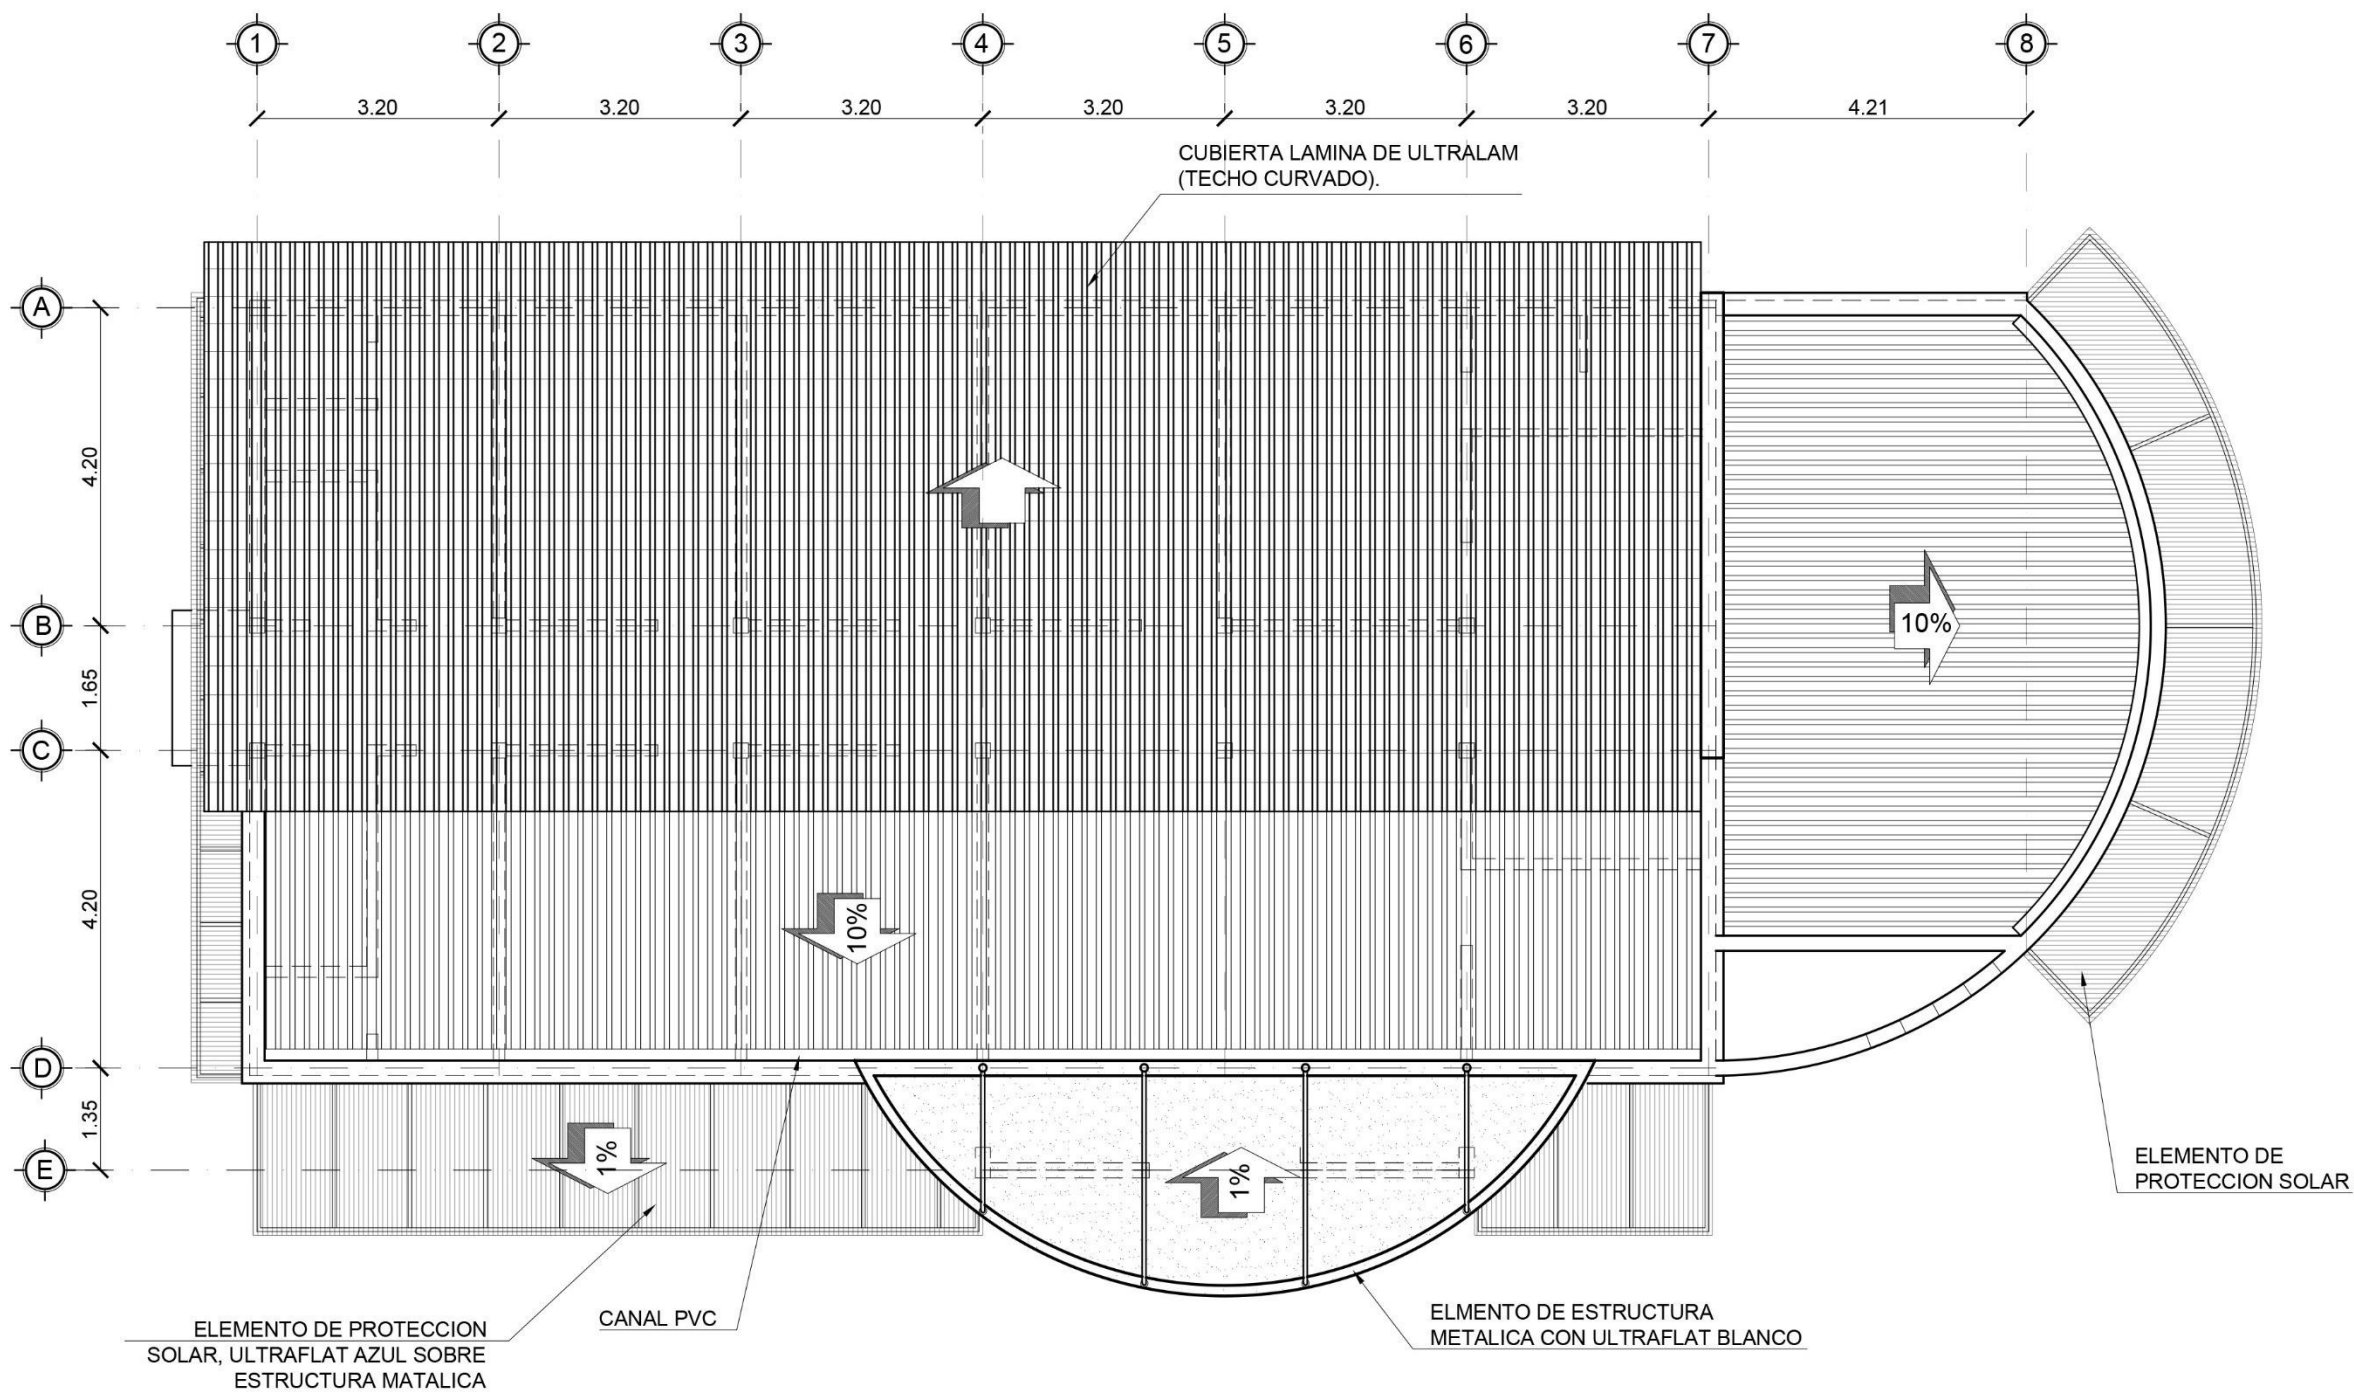 1 2 3 4 5 6 7 8
3.20 3.20 3.20 3.20 3.20 3.20 4.21
CUBIERTA LAMINA DE ULTRALAM
(TECHO CURVADO).
A
4.20
B
10%
1.65
C
4.20
10%
D
1.35
1%
E
1%
ELEMENTO DE
PROTECCION SOLAR
ELEMENTO DE PROTECCION
SOLAR, ULTRAFLAT AZUL SOBRE
ESTRUCTURA MATALICA
CANAL PVC
ELMENTO DE ESTRUCTURA
METALICA CON ULTRAFLAT BLANCO